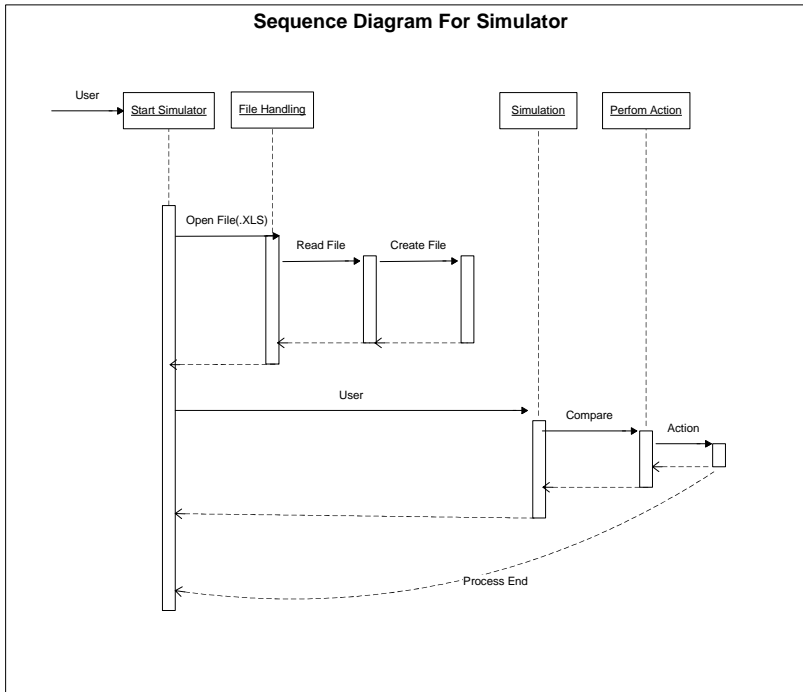 Sequence Diagram For Simulator
User
Start Simulator
File Handling
Simulation
Perfom Action
Open File(.XLS)
Read File
Create File
User
Compare
Action
Process End